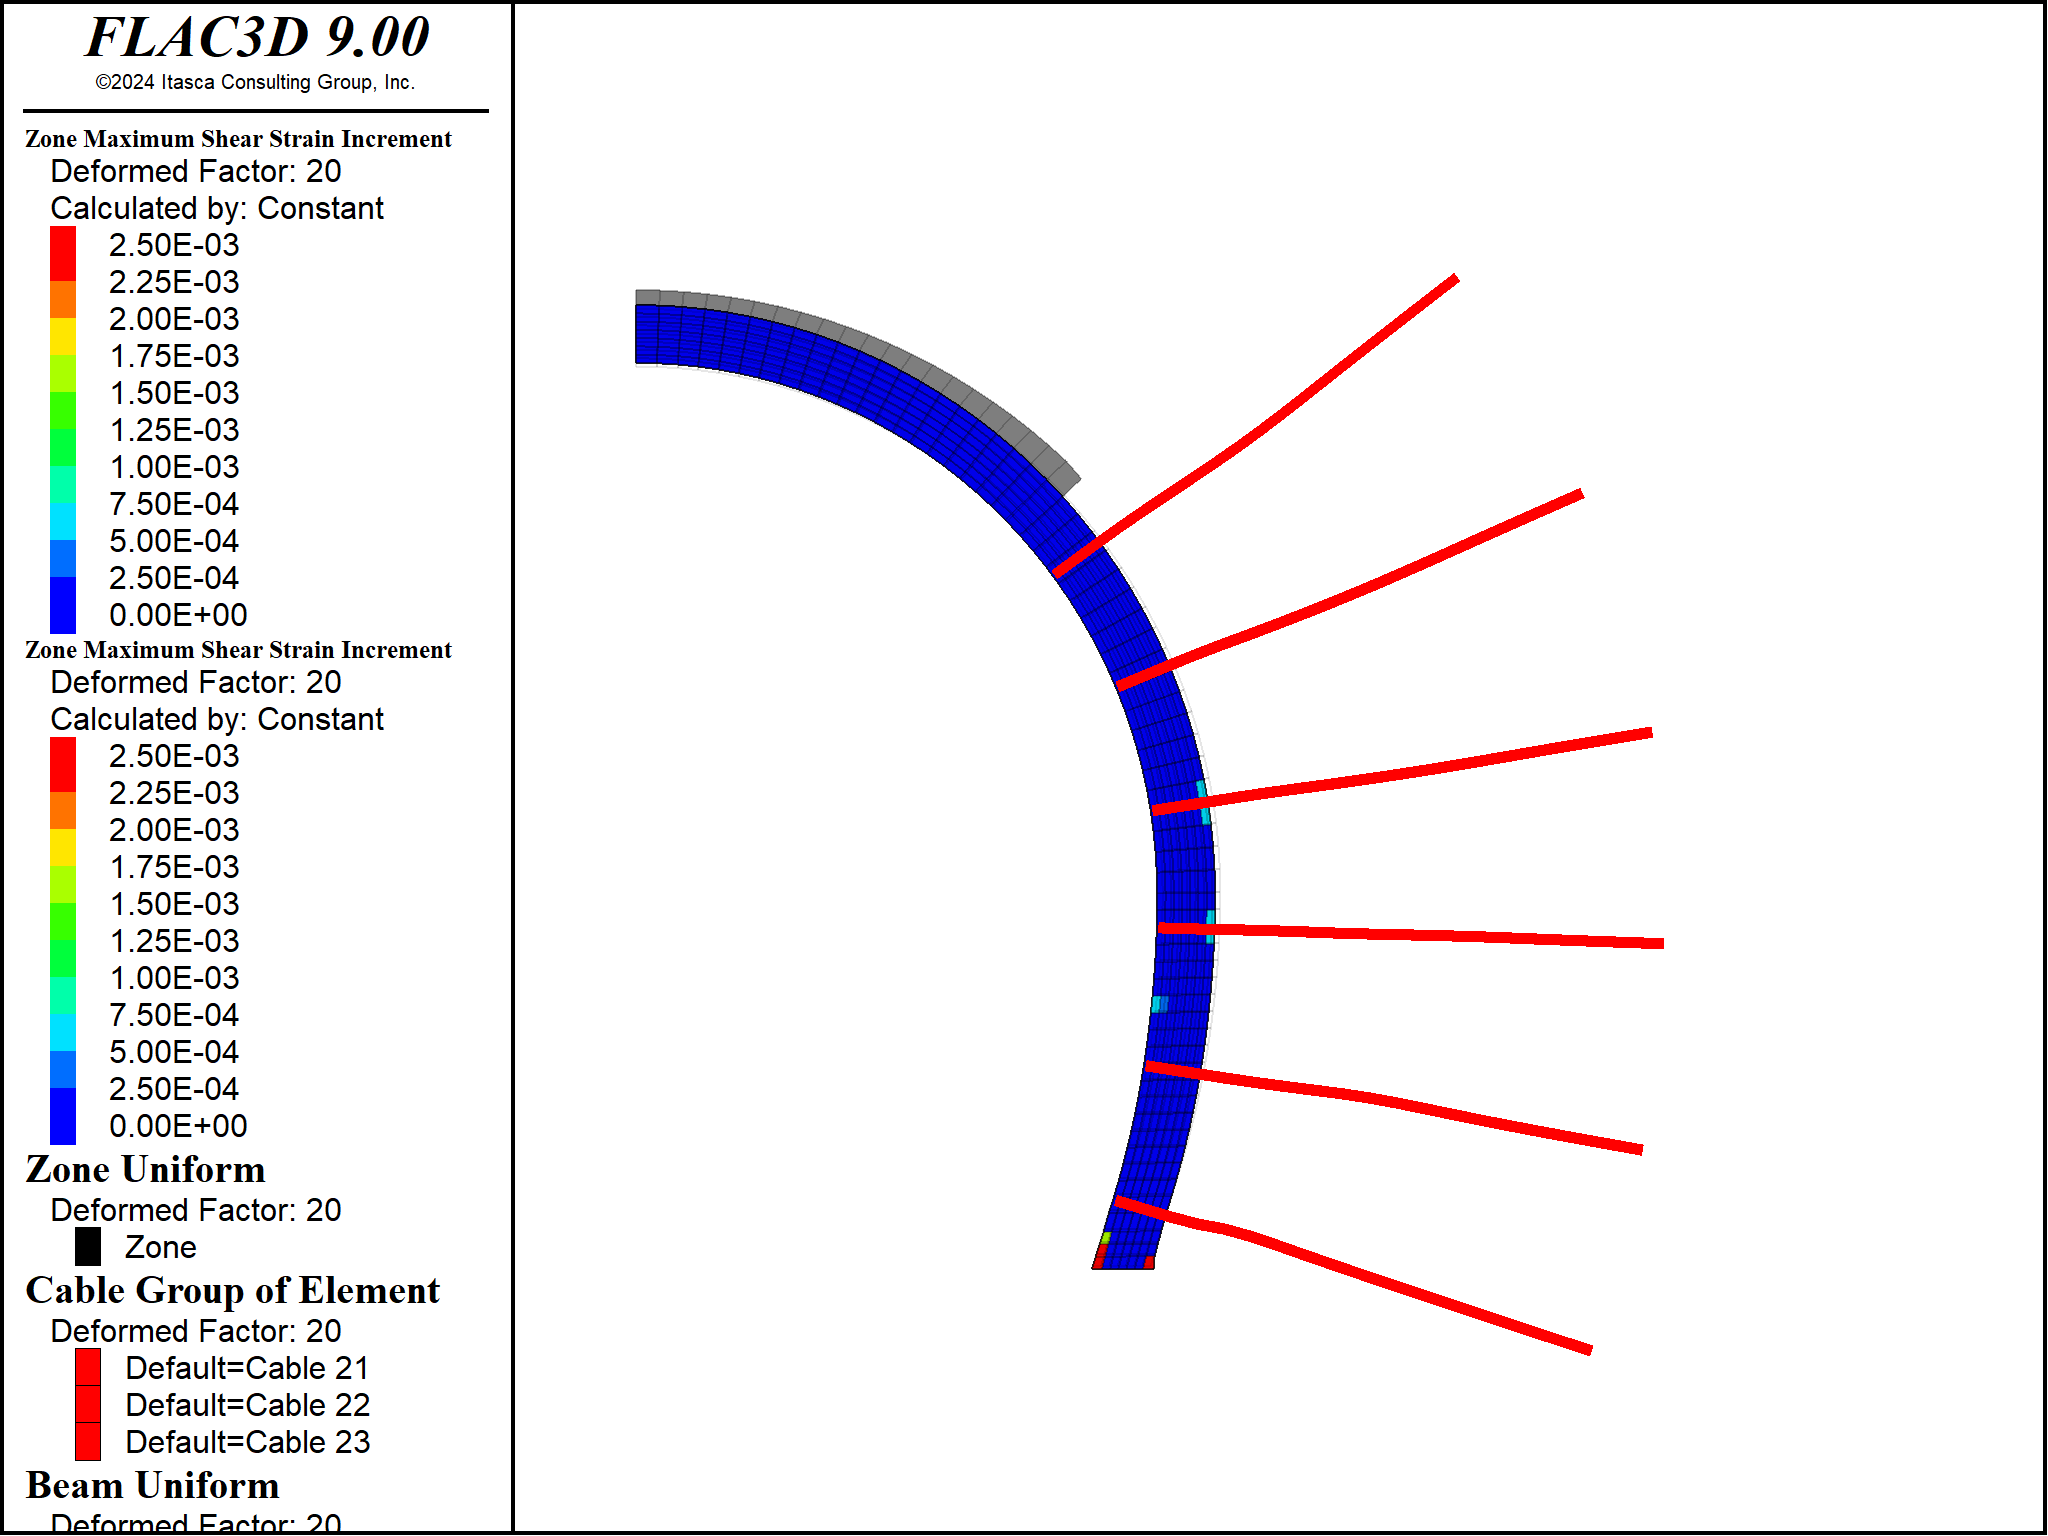 FLAC3D 9.00
©2024 Itasca Consulting Group, Inc.
Zone Maximum Shear Strain Increment
Deformed Factor: 20
Calculated by: Constant
2.50E-03
2.25E-03
2.00E-03
1.75E-03
1.50E-03
1.25E-03
1.00E-03
7.50E-04
5.00E-04
2.50E-04
0.00E+00
Zone Maximum Shear Strain Increment
Deformed Factor: 20
Calculated by: Constant
2.50E-03
2.25E-03
2.00E-03
1.75E-03
1.50E-03
1.25E-03
1.00E-03
7.50E-04
5.00E-04
2.50E-04
0.00E+00
Zone Uniform
Deformed Factor: 20
Zone
Cable Group of Element
Deformed Factor: 20
Default=Cable 21
Default=Cable 22
Default=Cable 23
Beam Uniform
Deformed Factor: 20